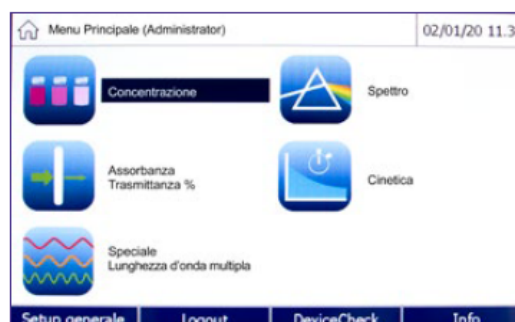 Menu Principale (Administrator)
02/01/20 11.3
Concentrazione
Spettro
Assorbanza
Trasmittanza %
Cinetica
Speciale
Lunghezza d'onda multipla
Setup generale
Logout
DeviceCheck
Info